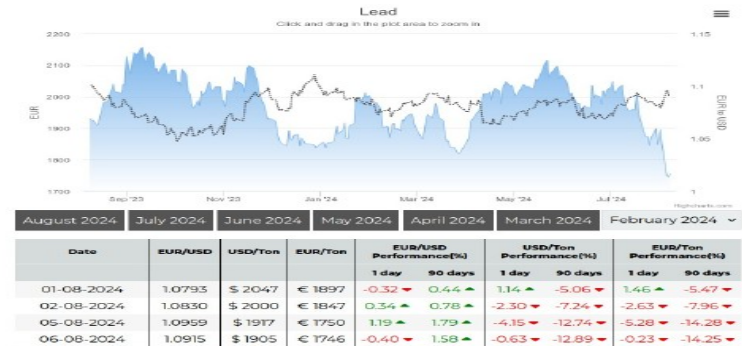 Lead
Click and drag in the plot area to zoom in
2200 1.15
2100
2000 1.1
1900 1.05
1800
1700 1
EUR
EUR/USD
Sep '23 Nov '23 Jan '24 Mar '24 May '24 Jul '24
Highcharts.com
August 2024 July 2024 June 2024 May 2024 April 2024 March 2024 February 2024
Date EUR/USD USD/Ton EUR/Ton EUR/USD Performance(%) USD/Ton Performance(%) EUR/Ton Performance(%)
1 day 90 days 1 day 90 days 1 day 90 days
01-08-2024 1.0793 $ 2047 € 1897 -0.32 0.44 1.14 -5.06 1.46 -5.47
02-08-2024 1.0830 $ 2000 € 1847 0.34 0.78 -2.30 -7.24 -2.63 -7.96
05-08-2024 1.0959 $ 1917 € 1750 1.19 1.79 -4.15 -12.74 -5.28 -14.28
06-08-2024 1.0915 $ 1905 € 1746 -0.40 1.58 -0.63 -12.89 -0.23 -14.25